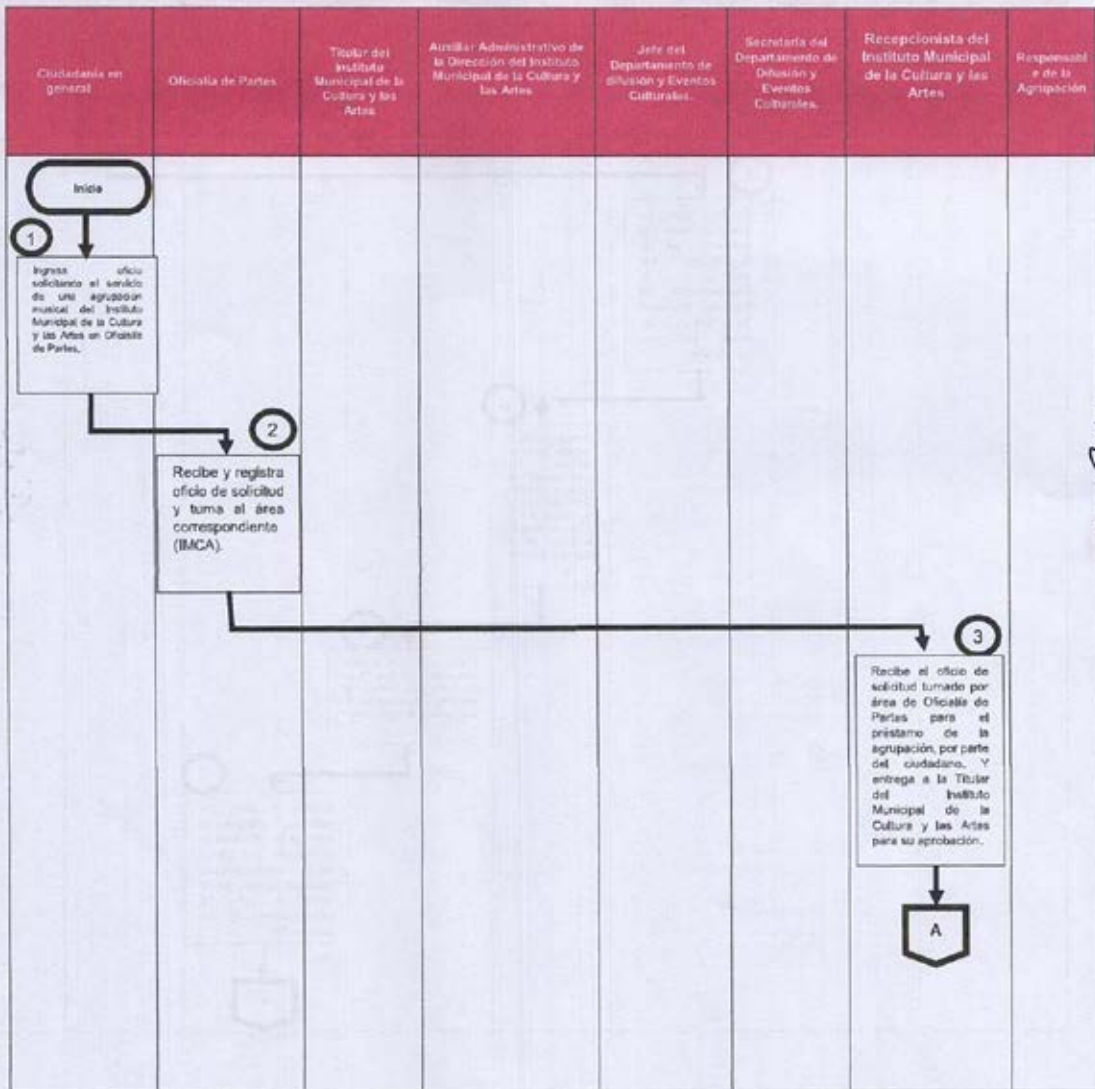 Ciudadanía en
general
Oficialía de Partes
Titular del
Instituto
Municipal de la
Cultura y las
Artes
Auxiliar Administrativo de
la Dirección del Instituto
Municipal de la Cultura y
las Artes
Jefe del
Departamento de
difusión y Eventos
Culturales.
Secretaria del
Departamento de
Difusión y
Eventos
Culturales.
Recepcionista del
Instituto Municipal
de la Cultura y las
Artes
Responsabl
e de la
Agrupación
Inicio
1
Ingresa oficio
solicitando el servicio
de una agrupación
musical del Instituto
Municipal de la Cultura
y las Artes en Oficialía
de Partes.
2
Recibe y registra
oficio de solicitud
y turna al área
correspondiente
(IMCA).
3
Recibe el oficio de
solicitud turnado por
área de Oficialía de
Partes para el
préstamo de la
agrupación, por parte
del ciudadano. Y
entrega a la Titular
del Instituto
Municipal de la
Cultura y las Artes
para su aprobación.
A